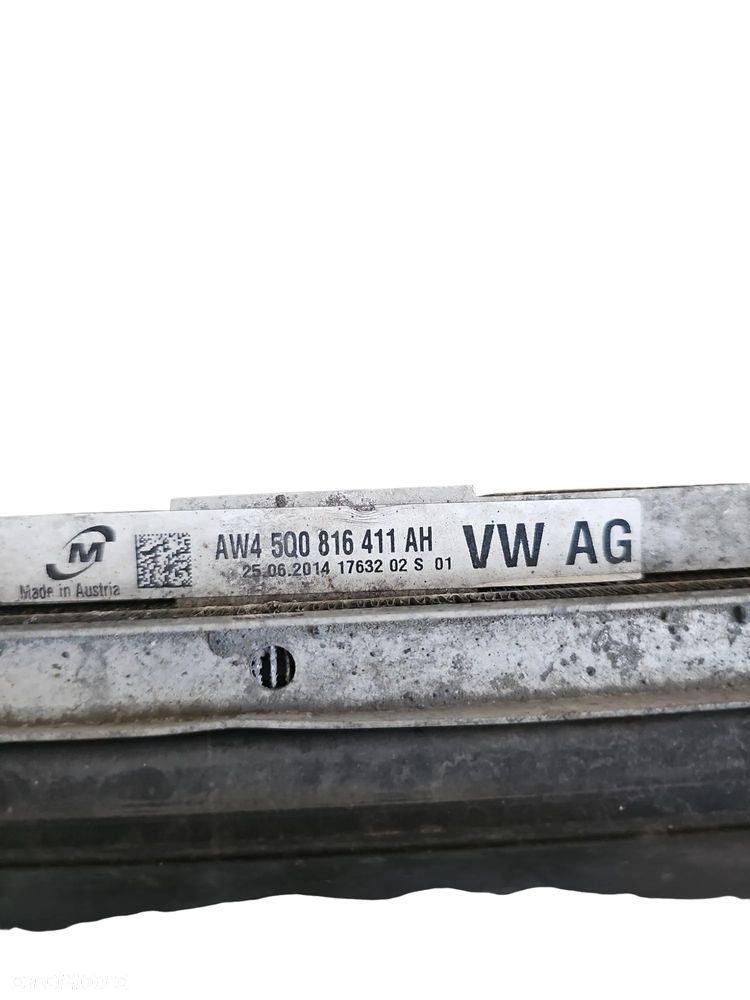 M
Made in Austria
AW4 5Q0 816 411 AH
25.06.2014 17632 02 S 01
VW AG